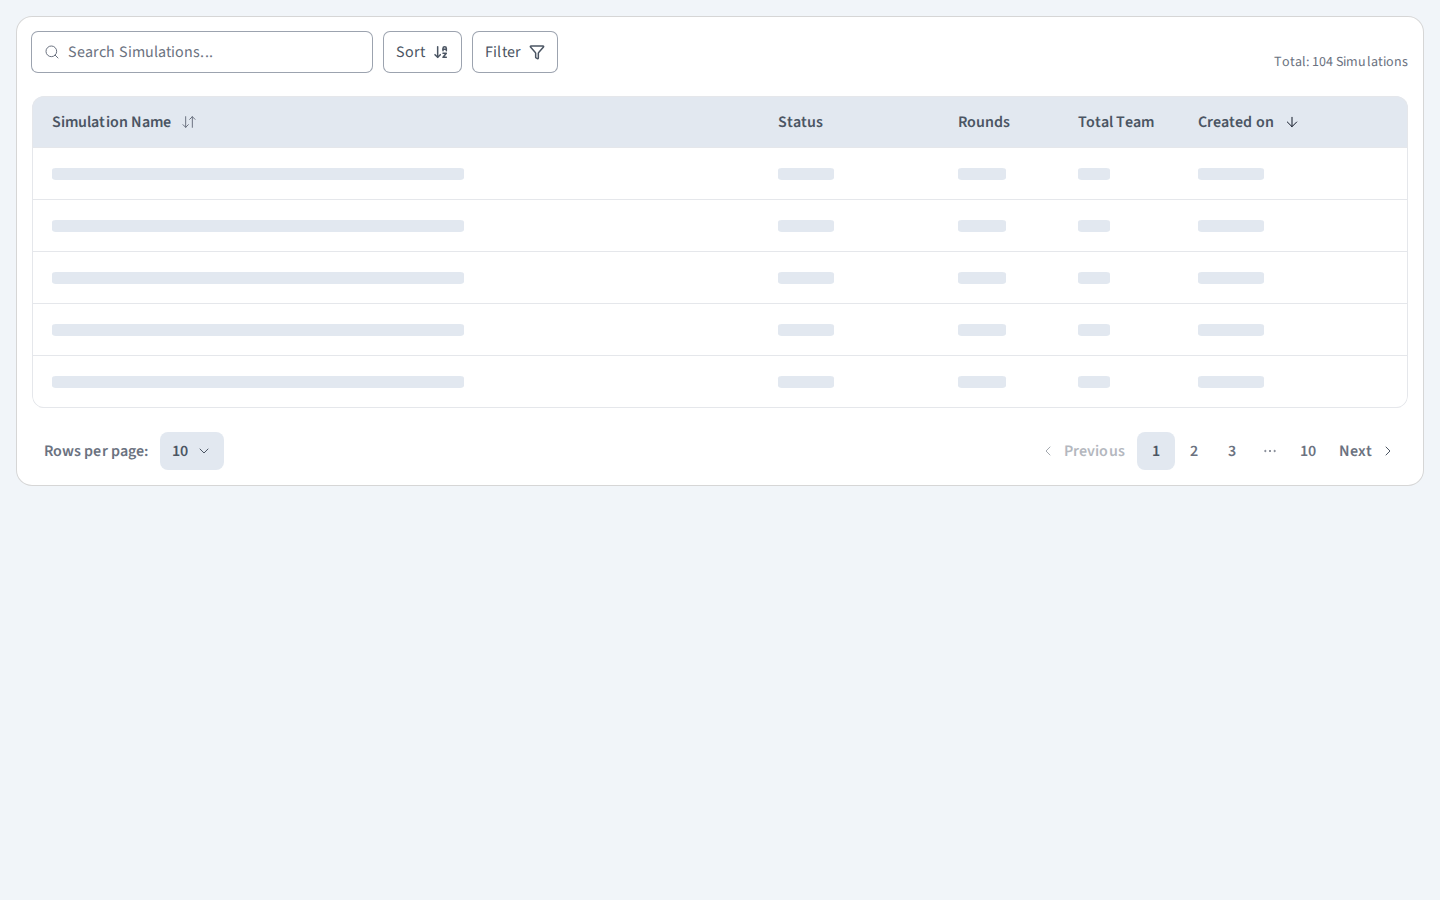 Search Simulations...
Sort
Filter
Total: 104 Simulations
Simulation Name Status Rounds Total Team Created on
Rows per page: 10 Previous 1 2 3 ... 10 Next